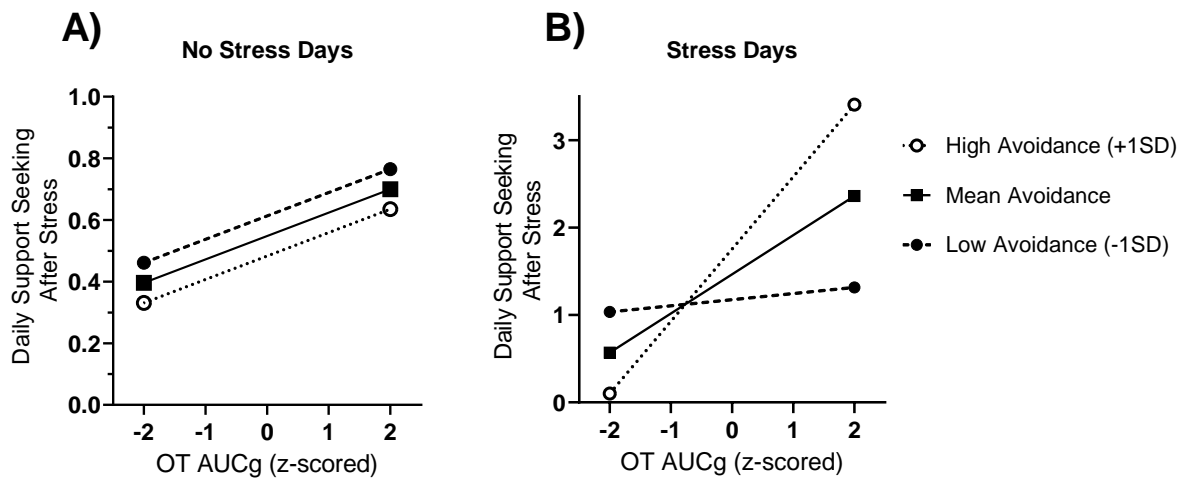 A)
No Stress Days
Daily Support Seeking
After Stress
1.0
0.8
0.6
0.4
0.2
0.0
-2 -1 0 1 2
OT AUCg (z-scored)
B)
Stress Days
Daily Support Seeking
After Stress
3
2
1
0
-2 -1 0 1 2
OT AUCg (z-scored)
High Avoidance (+1SD)
Mean Avoidance
Low Avoidance (-1SD)